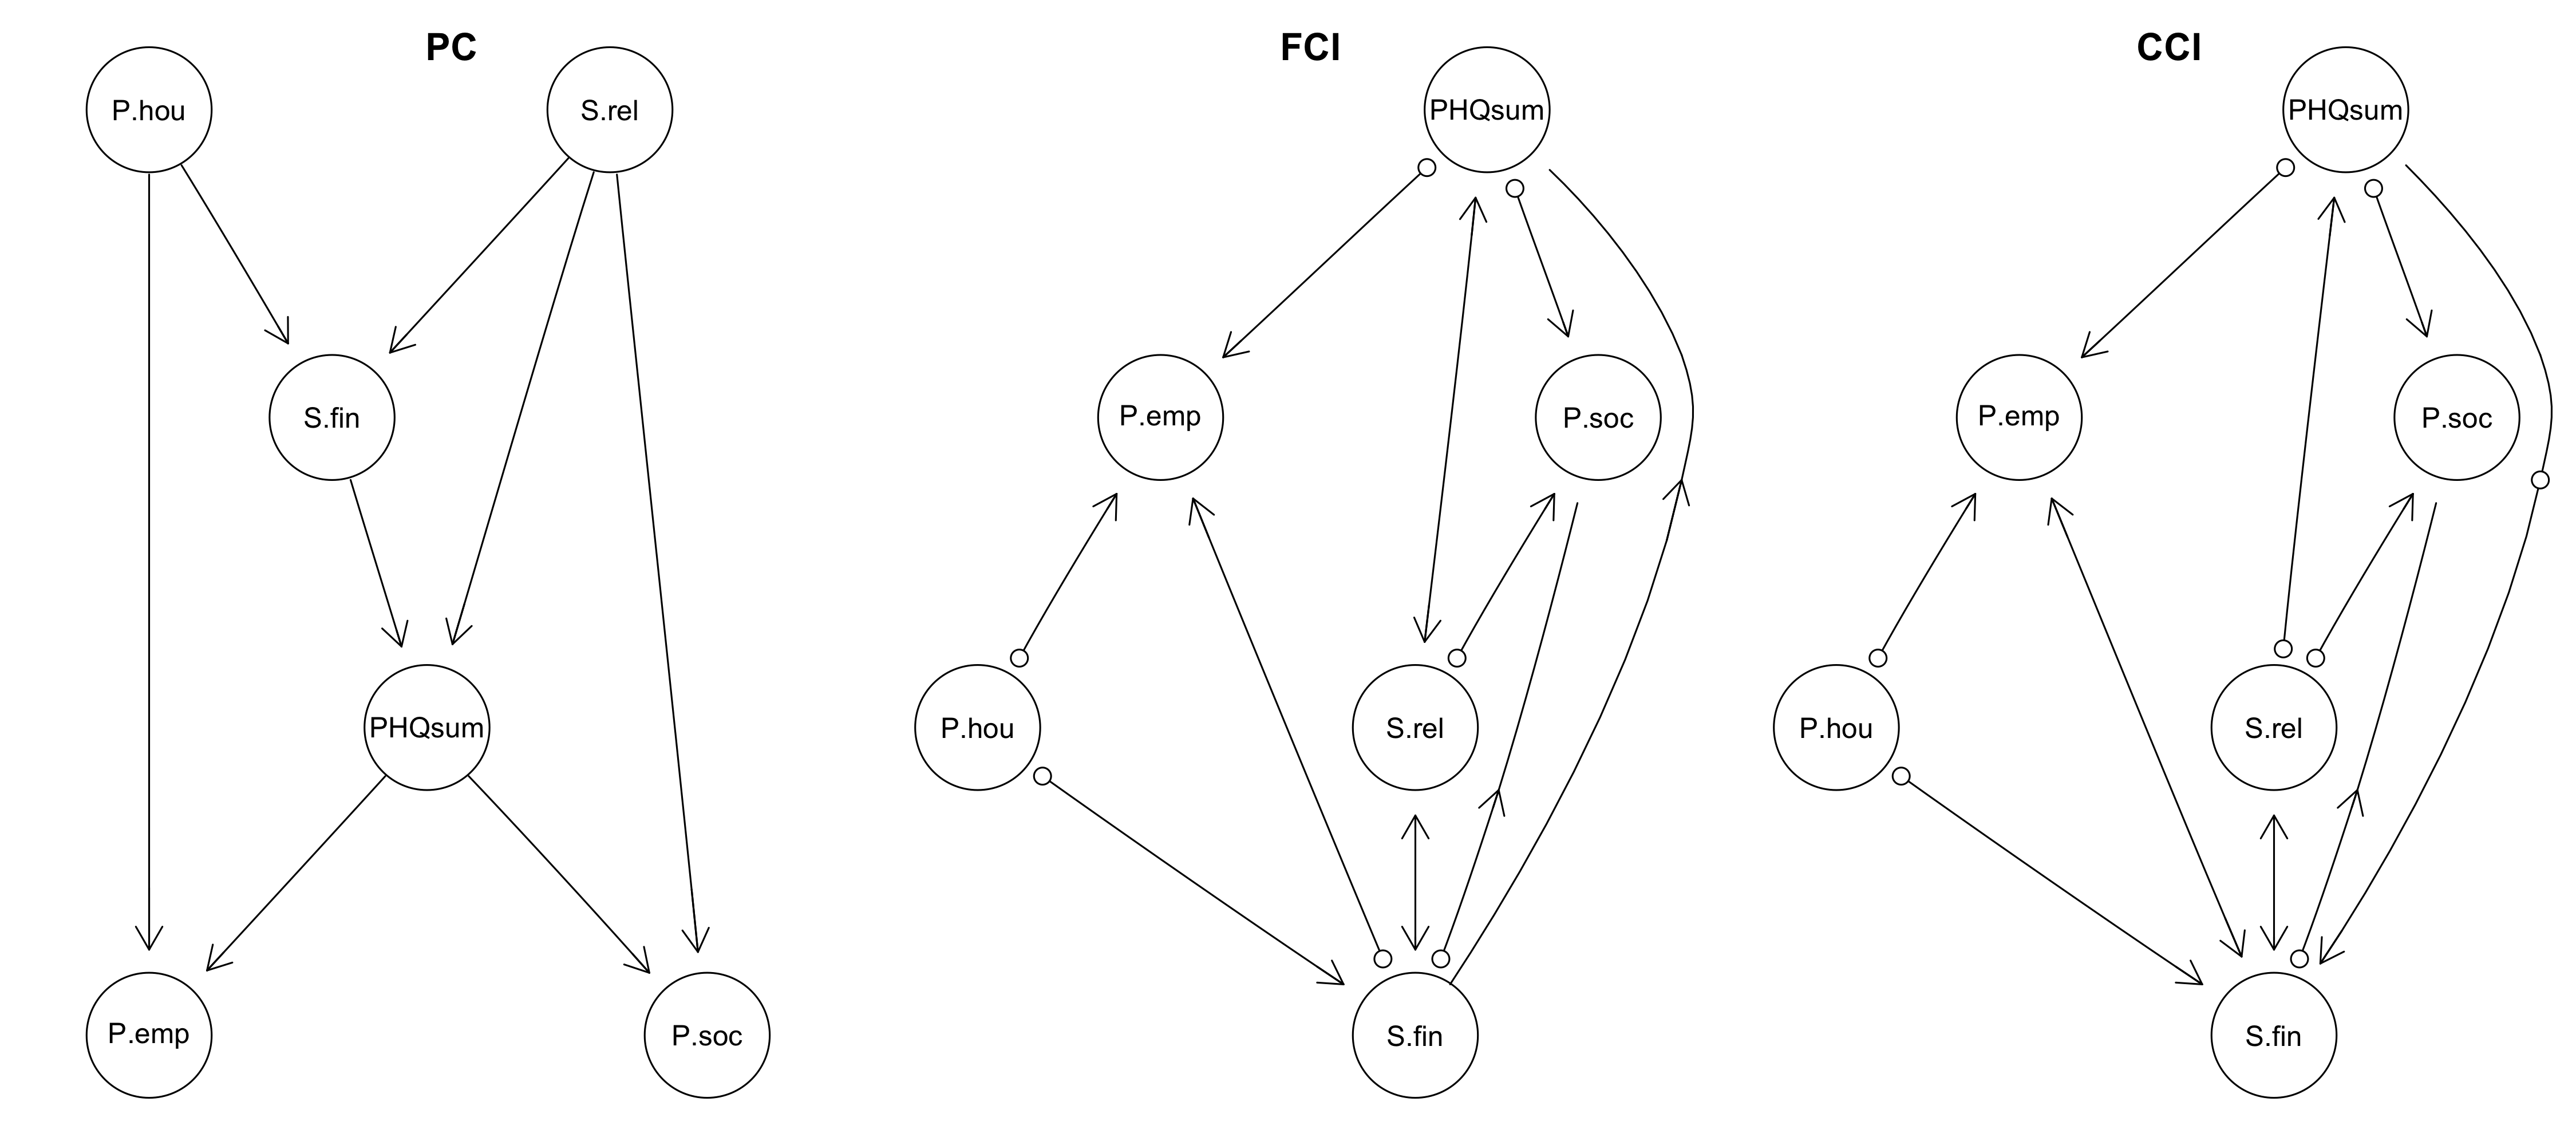 PC
P.hou
S.rel
S.fin
PHQsum
P.emp
P.soc
FCI
PHQsum
P.emp
P.soc
P.hou
S.rel
S.fin
CCI
PHQsum
P.emp
P.soc
P.hou
S.rel
S.fin